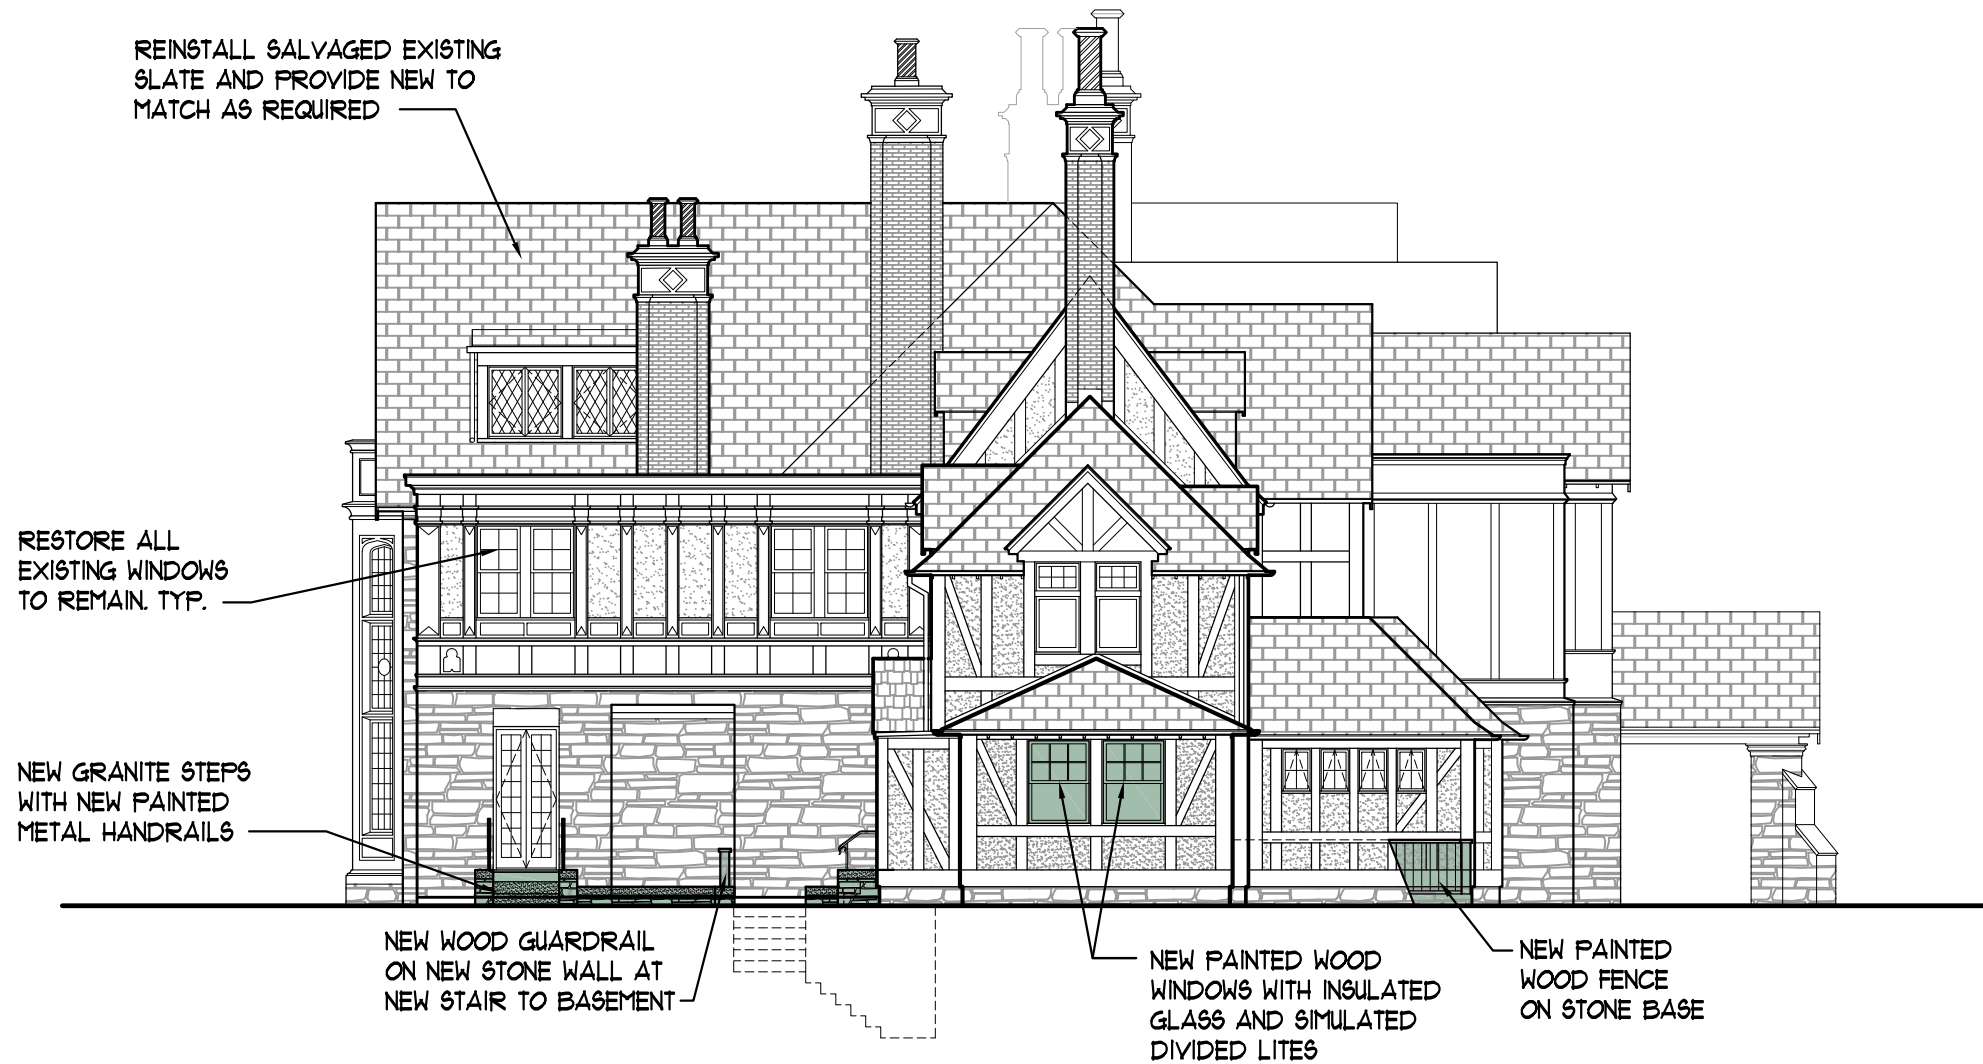 REINSTALL SALVAGED EXISTING
SLATE AND PROVIDE NEW TO
MATCH AS REQUIRED
RESTORE ALL
EXISTING WINDOWS
TO REMAIN. TYP.
NEW GRANITE STEPS
WITH NEW PAINTED
METAL HANDRAILS
NEW WOOD GUARDRAIL
ON NEW STONE WALL AT
NEW STAIR TO BASEMENT
NEW PAINTED WOOD
WINDOWS WITH INSULATED
GLASS AND SIMULATED
DIVIDED LITES
NEW PAINTED
WOOD FENCE
ON STONE BASE